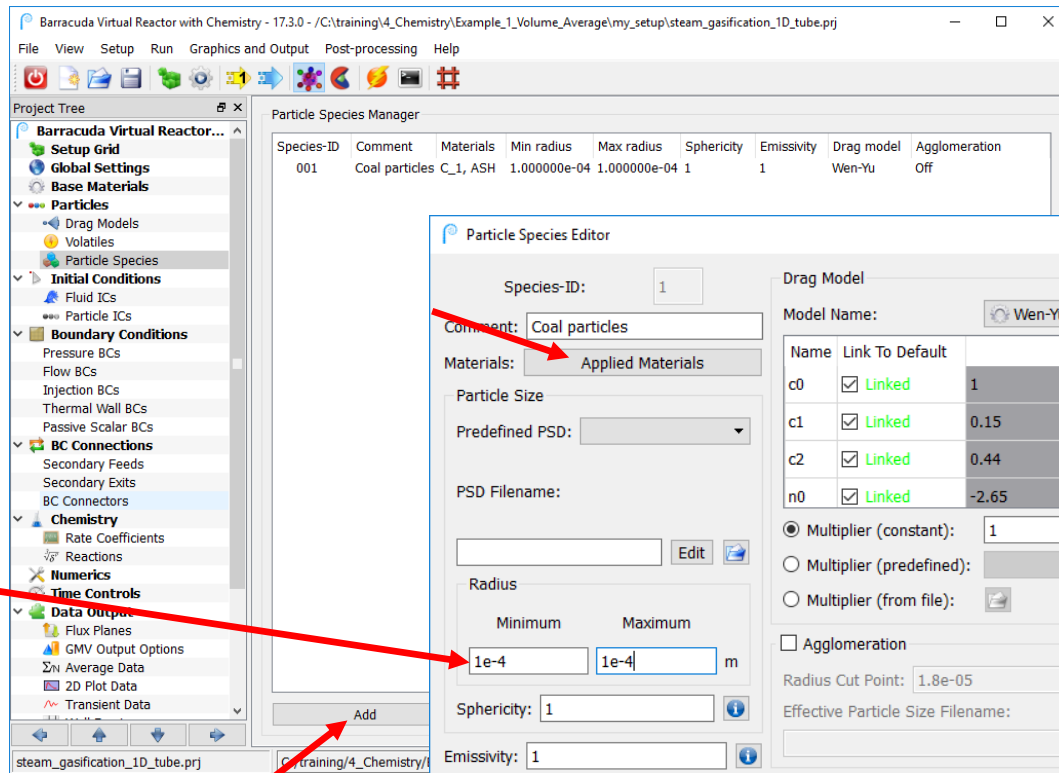 Barracuda Virtual Reactor with Chemistry - 17.3.0 - /C:\training\4_Chemistry\Example_1_Volume_Average\my_setup\steam_gasification_1D_tube.prj
File View Setup Run Graphics and Output Post-processing Help
Project Tree
Barracuda Virtual Reactor...
Setup Grid
Global Settings
Base Materials
Particles
Drag Models
Volatiles
Particle Species
Initial Conditions
Fluid ICs
Particle ICs
Boundary Conditions
Pressure BCs
Flow BCs
Injection BCs
Thermal Wall BCs
Passive Scalar BCs
BC Connections
Secondary Feeds
Secondary Exits
BC Connectors
Chemistry
Rate Coefficients
Reactions
Numerics
Time Controls
Data Output
Flux Planes
GMV Output Options
Average Data
2D Plot Data
Transient Data
steam_gasification_1D_tube.prj
Particle Species Manager
Species-ID Comment Materials Min radius Max radius Sphericity Emissivity Drag model Agglomeration
001 Coal particles C_1, ASH 1.000000e-04 1.000000e-04 1 1 Wen-Yu Off
Add
C:/training/4_Chemistry/
Particle Species Editor
Species-ID: 1
Comment: Coal particles
Materials: Applied Materials
Particle Size
Predefined PSD:
PSD Filename:
Edit
Radius
Minimum Maximum
1e-4 1e-4 m
Sphericity: 1
Emissivity: 1
Drag Model
Model Name: Wen-Y
Name Link To Default
c0 Linked 1
c1 Linked 0.15
c2 Linked 0.44
n0 Linked -2.65
Multiplier (constant): 1
Multiplier (predefined):
Multiplier (from file):
Agglomeration
Radius Cut Point: 1.8e-05
Effective Particle Size Filename: